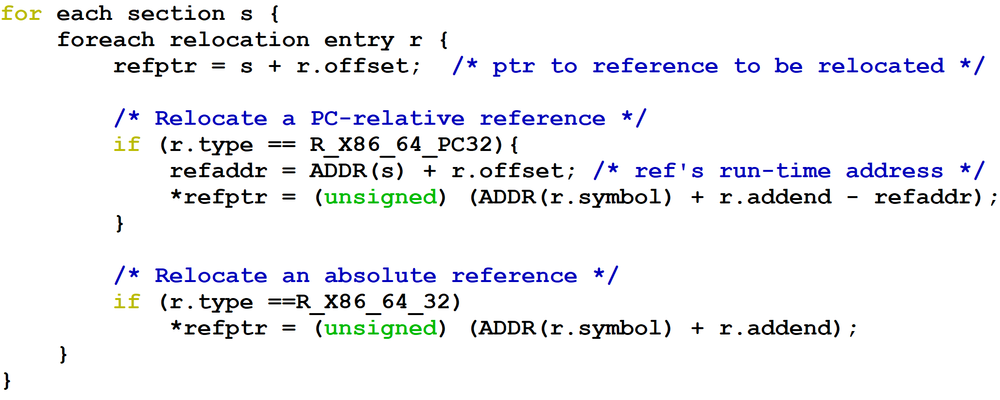 for each section s {
foreach relocation entry r {
refptr = s + r.offset; /* ptr to reference to be relocated */
/* Relocate a PC-relative reference */
if (r.type == R_X86_64_PC32){
refaddr = ADDR(s) + r.offset; /* ref's run-time address */
*refptr = (unsigned) (ADDR(r.symbol) + r.addend - refaddr);
}
/* Relocate an absolute reference */
if (r.type ==R_X86_64_32)
*refptr = (unsigned) (ADDR(r.symbol) + r.addend);
}
}